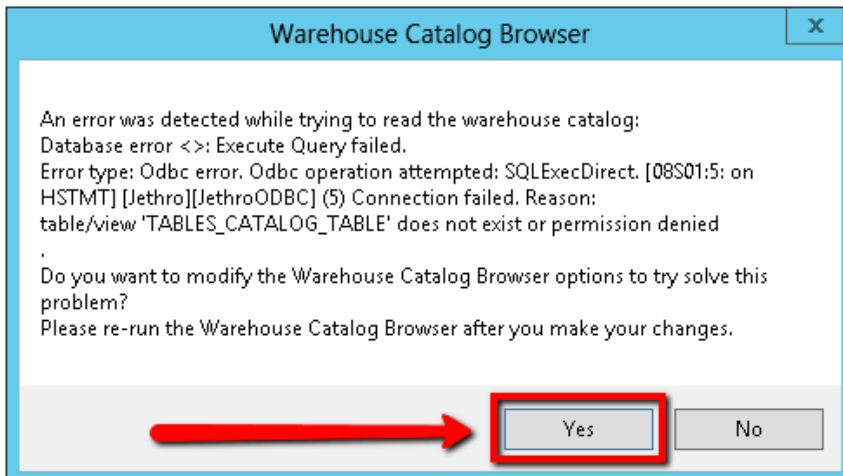 Warehouse Catalog Browser
x
An error was detected while trying to read the warehouse catalog:
Database error <>: Execute Query failed.
Error type: Odbc error. Odbc operation attempted: SQLExecDirect. [08S01:5: on
HSTMT] [Jethro][JethroODBC] (5) Connection failed. Reason:
table/view 'TABLES_CATALOG_TABLE' does not exist or permission denied
.
Do you want to modify the Warehouse Catalog Browser options to try solve this
problem?
Please re-run the Warehouse Catalog Browser after you make your changes.
Yes No